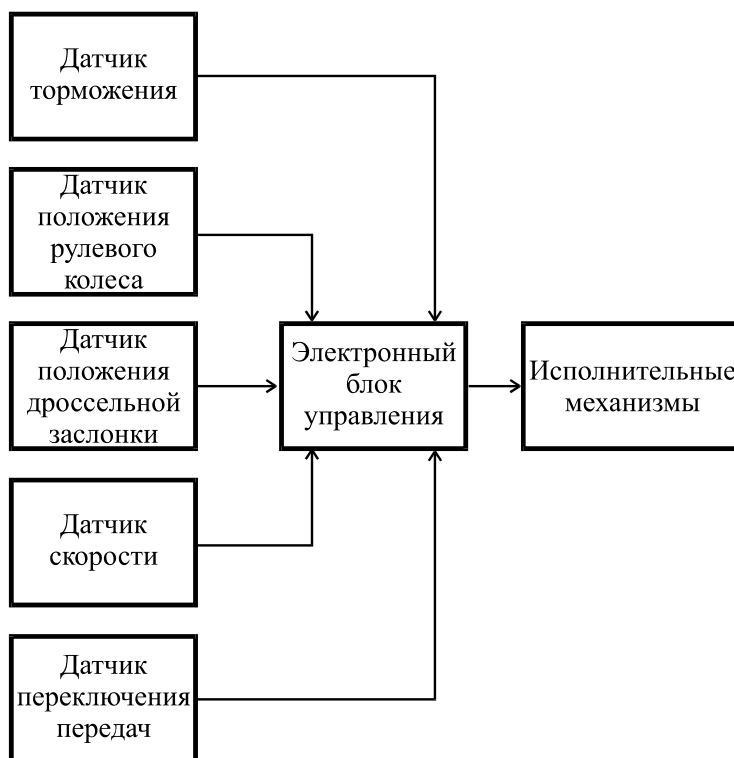 Датчик
торможения
Датчик
положения
рулевого
колеса
Датчик
положения
дроссельной
заслонки
Электронный
блок
управления
Исполнительные
механизмы
Датчик
скорости
Датчик
переключения
передач